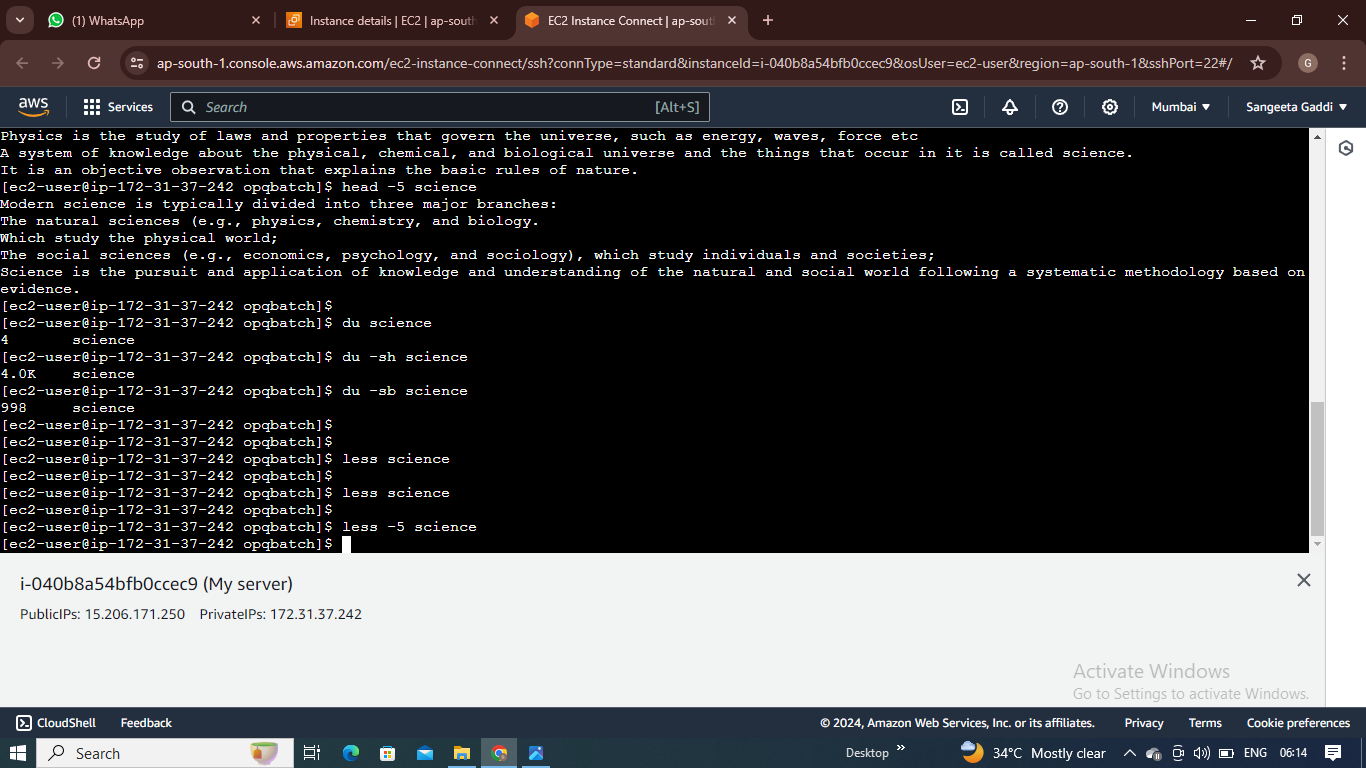 (1) WhatsApp
Instance details | EC2 | ap-south
EC2 Instance Connect | ap-sout
ap-south-1.console.aws.amazon.com/ec2-instance-connect/ssh?connType=standard&instanceId=i-040b8a54bfb0ccec9&osUser=ec2-user&region=ap-south-1&sshPort=22#/
G
aws
Services
Search
[Alt+S]
Mumbai
Sangeeta Gaddi
Physics is the study of laws and properties that govern the universe, such as energy, waves, force etc
A system of knowledge about the physical, chemical, and biological universe and the things that occur in it is called science.
It is an objective observation that explains the basic rules of nature.
[ec2-user@ip-172-31-37-242 opqbatch]$ head -5 science
Modern science is typically divided into three major branches:
The natural sciences (e.g., physics, chemistry, and biology.
Which study the physical world;
The social sciences (e.g., economics, psychology, and sociology), which study individuals and societies;
Science is the pursuit and application of knowledge and understanding of the natural and social world following a systematic methodology based on
evidence.
[ec2-user@ip-172-31-37-242 opqbatch]$
[ec2-user@ip-172-31-37-242 opqbatch]$ du science
4 science
[ec2-user@ip-172-31-37-242 opqbatch]$ du -sh science
4.0K science
[ec2-user@ip-172-31-37-242 opqbatch]$ du -sb science
998 science
[ec2-user@ip-172-31-37-242 opqbatch]$
[ec2-user@ip-172-31-37-242 opqbatch]$
[ec2-user@ip-172-31-37-242 opqbatch]$ less science
[ec2-user@ip-172-31-37-242 opqbatch]$
[ec2-user@ip-172-31-37-242 opqbatch]$ less science
[ec2-user@ip-172-31-37-242 opqbatch]$
[ec2-user@ip-172-31-37-242 opqbatch]$ less -5 science
[ec2-user@ip-172-31-37-242 opqbatch]$
i-040b8a54bfb0ccec9 (My server)
PublicIPs: 15.206.171.250 PrivateIPs: 172.31.37.242
Activate Windows
Go to Settings to activate Windows.
CloudShell
Feedback
© 2024, Amazon Web Services, Inc. or its affiliates.
Privacy
Terms
Cookie preferences
Search
Desktop
34°C Mostly clear
ENG
06:14